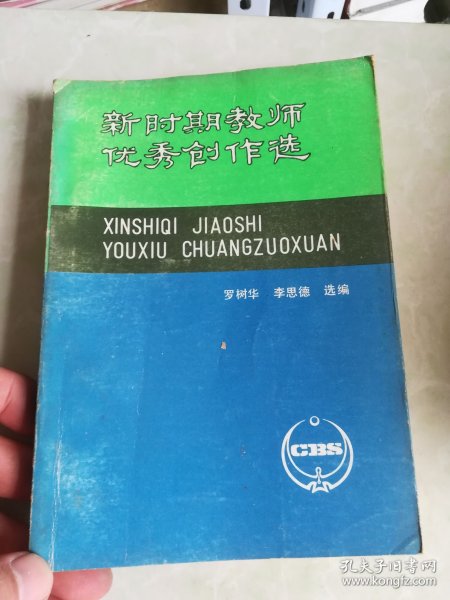 新时期教师
优秀创作选
XINSHIQI JIAOSHI
YOUXIU CHUANGZUOXUAN
罗树华 李思德 选编
CBS
孔夫子旧书网
www.kongfz.com